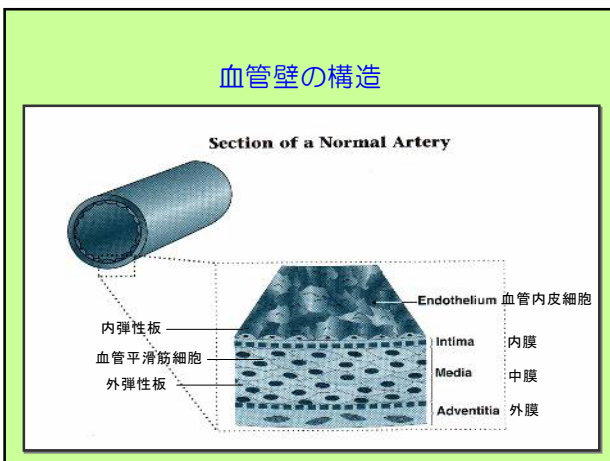 血管壁の構造
Section of a Normal Artery
Endothelium 血管内皮細胞
内弾性板
Intima 内膜
血管平滑筋細胞
Media 中膜
外弾性板
Adventitia 外膜